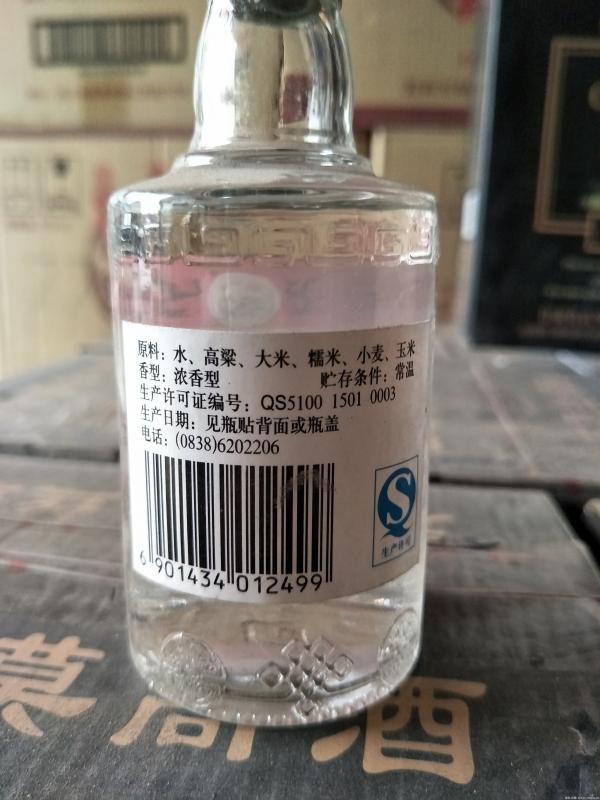 原料：水、高粱、大米、糯米、小麦、玉米
香型：浓香型 贮存条件：常温
生产许可证编号：QS5100 1501 0003
生产日期：见瓶贴背面或瓶盖
电话：(0838)6202206
6 901434 012499
生产许可
酒